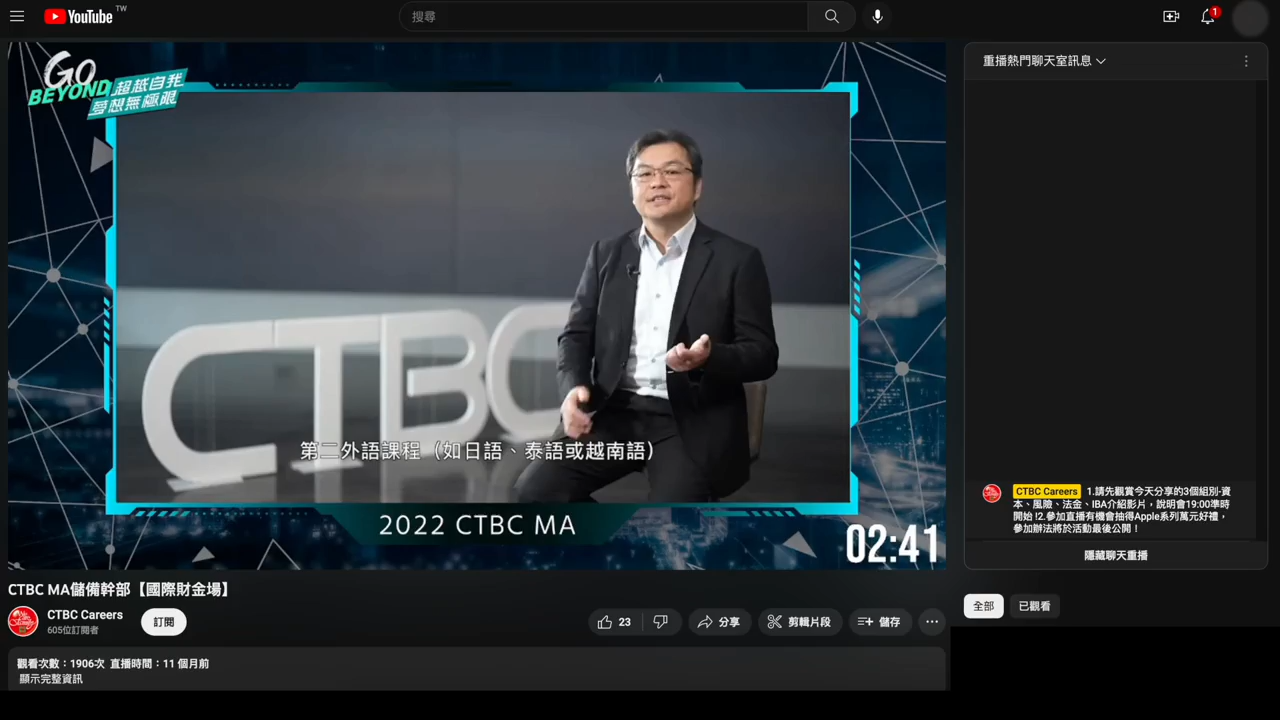 YouTube TW
搜尋
1
GO
BEYOND 超越自我
夢想無極限
CTBC
第二外語課程（如日語、泰語或越南語）
2022 CTBC MA
02:41
重播熱門聊天室訊息
CTBC Careers 1.請先觀賞今天分享的3個組別-資
本、風險、法金、IBA介紹影片，說明會19:00準時
開始 !2.參加直播有機會抽得Apple系列萬元好禮，
參加辦法將於活動最後公開！
隱藏聊天重播
CTBC MA儲備幹部【國際財金場】
CTBC Careers
605位訂閱者
訂閱
23
分享
剪輯片段
儲存
全部
已觀看
觀看次數：1906次 直播時間：11 個月前
顯示完整資訊